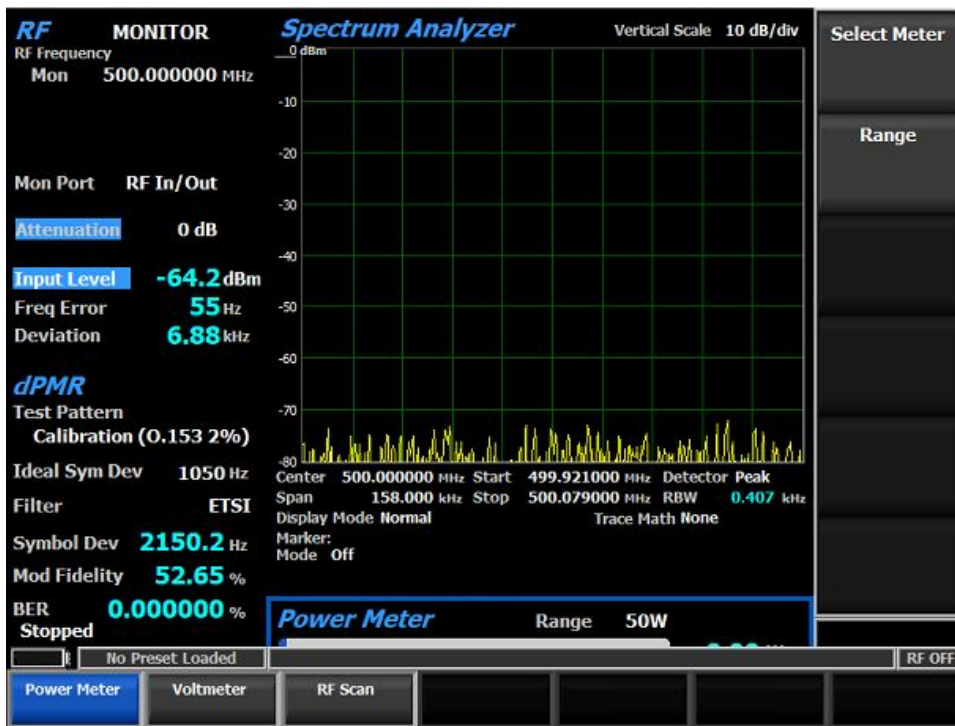 RF MONITOR
RF Frequency
Mon 500.000000 MHz
Mon Port RF In/Out
Attenuation 0 dB
Input Level -64.2 dBm
Freq Error 55 Hz
Deviation 6.88 kHz
dPMR
Test Pattern
Calibration (O.153 2%)
Ideal Sym Dev 1050 Hz
Filter ETSI
Symbol Dev 2150.2 Hz
Mod Fidelity 52.65 %
BER 0.000000 %
Stopped
Spectrum Analyzer Vertical Scale 10 dB/div
0 dBm
-10
-20
-30
-40
-50
-60
-70
-80
Center 500.000000 MHz Start 499.921000 MHz Detector Peak
Span 158.000 kHz Stop 500.079000 MHz RBW 0.407 kHz
Display Mode Normal Trace Math None
Marker:
Mode Off
Power Meter Range 50W
Select Meter
Range
No Preset Loaded
RF OFF
Power Meter Voltmeter RF Scan